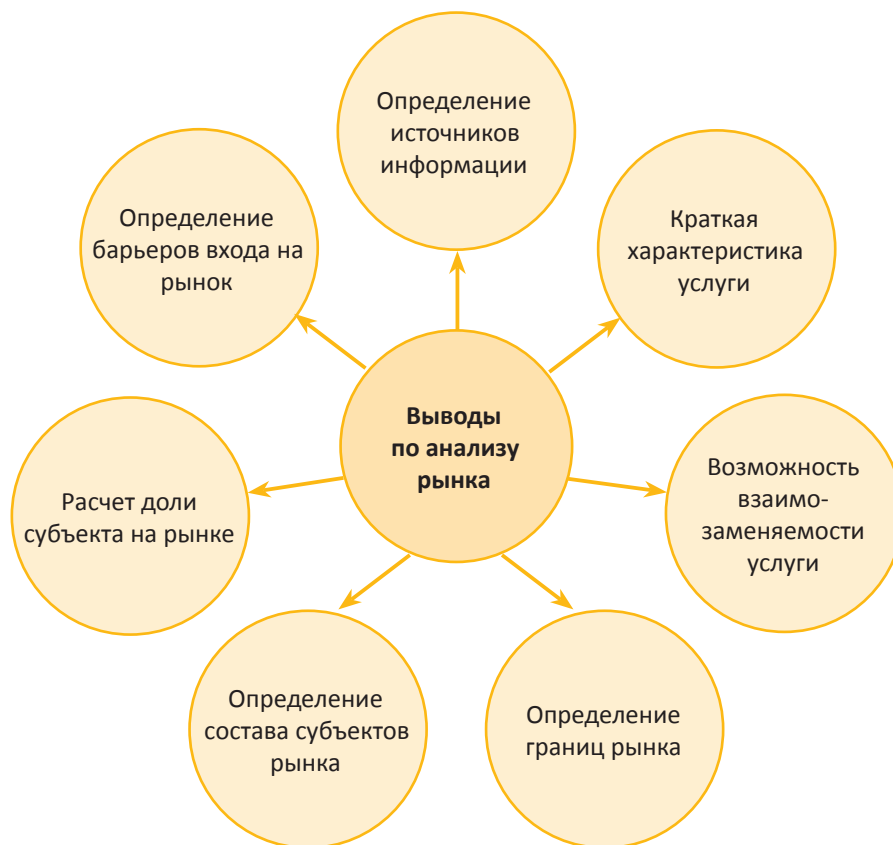 Определение
источников
информации
Краткая
характеристика
услуги
Возможность
взаимо-
заменяемости
услуги
Определение
границ рынка
Определение
состава субъектов
рынка
Расчет доли
субъекта на рынке
Определение
барьеров входа на
рынок
Выводы
по анализу
рынка